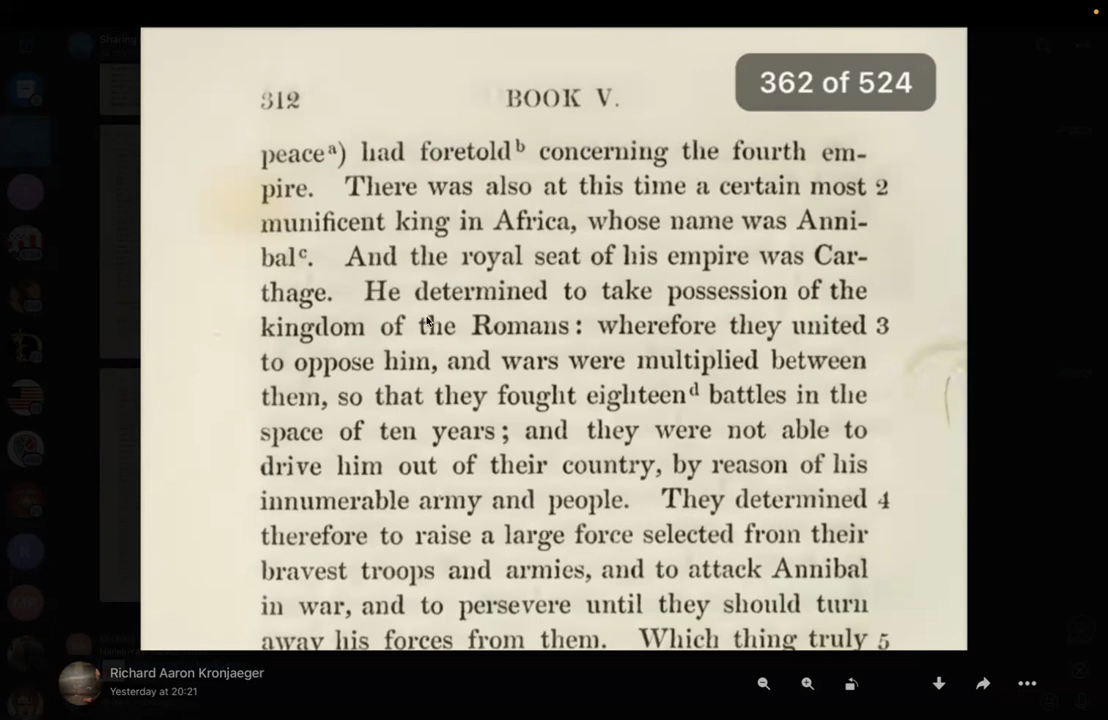 362 of 524
312 BOOK V.
peace a) had foretold b concerning the fourth em-
pire. There was also at this time a certain most 2
munificent king in Africa, whose name was Anni-
bal c. And the royal seat of his empire was Car-
thage. He determined to take possession of the
kingdom of the Romans: wherefore they united 3
to oppose him, and wars were multiplied between
them, so that they fought eighteen d battles in the
space of ten years; and they were not able to
drive him out of their country, by reason of his
innumerable army and people. They determined 4
therefore to raise a large force selected from their
bravest troops and armies, and to attack Annibal
in war, and to persevere until they should turn
away his forces from them. Which thing truly 5
Richard Aaron Kronjaeger
Yesterday at 20:21